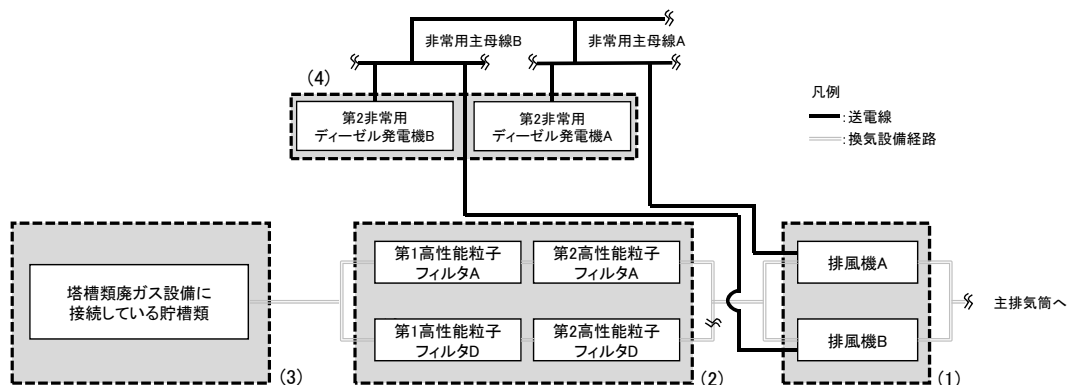 非常用主母線B
非常用主母線A
(4)
第2非常用
ディーゼル発電機B
第2非常用
ディーゼル発電機A
凡例
:送電線
:換気設備経路
塔槽類廃ガス設備に
接続している貯槽類
(3)
第1高性能粒子
フィルタA
第2高性能粒子
フィルタA
第1高性能粒子
フィルタD
第2高性能粒子
フィルタD
(2)
排風機A
排風機B
(1)
主排気筒へ